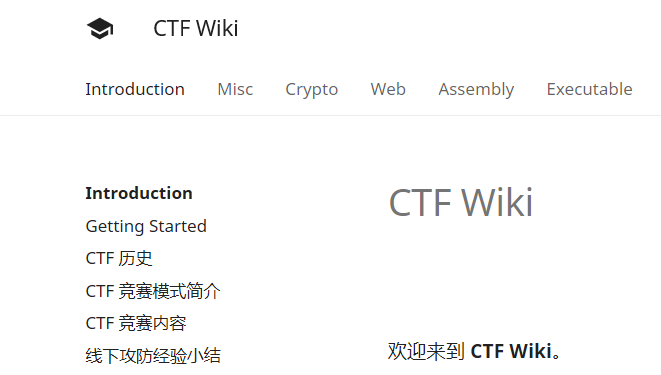 CTF Wiki
Introduction Misc Crypto Web Assembly Executable
Introduction
Getting Started
CTF 历史
CTF 竞赛模式简介
CTF 竞赛内容
线下攻防经验小结
CTF Wiki
欢迎来到 CTF Wiki。